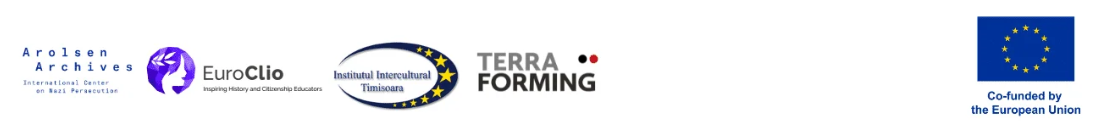 Arolsen
Archives
International Center
on Nazi Persecution
EuroClio
Inspiring History and Citizenship Educators
Institutul Intercultural
Timisoara
TERRA
FORMING
Co-funded by
the European Union